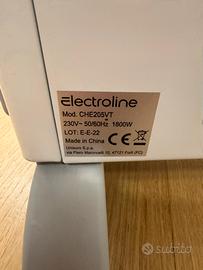 Electroline
Mod. CHE205VT
230V~ 50/60Hz 1800W
LOT: E-E-22
Made in China
Unieuro S.p.a.
via Piero Maroncelli 10, 47121 Forlì (FC)
subito